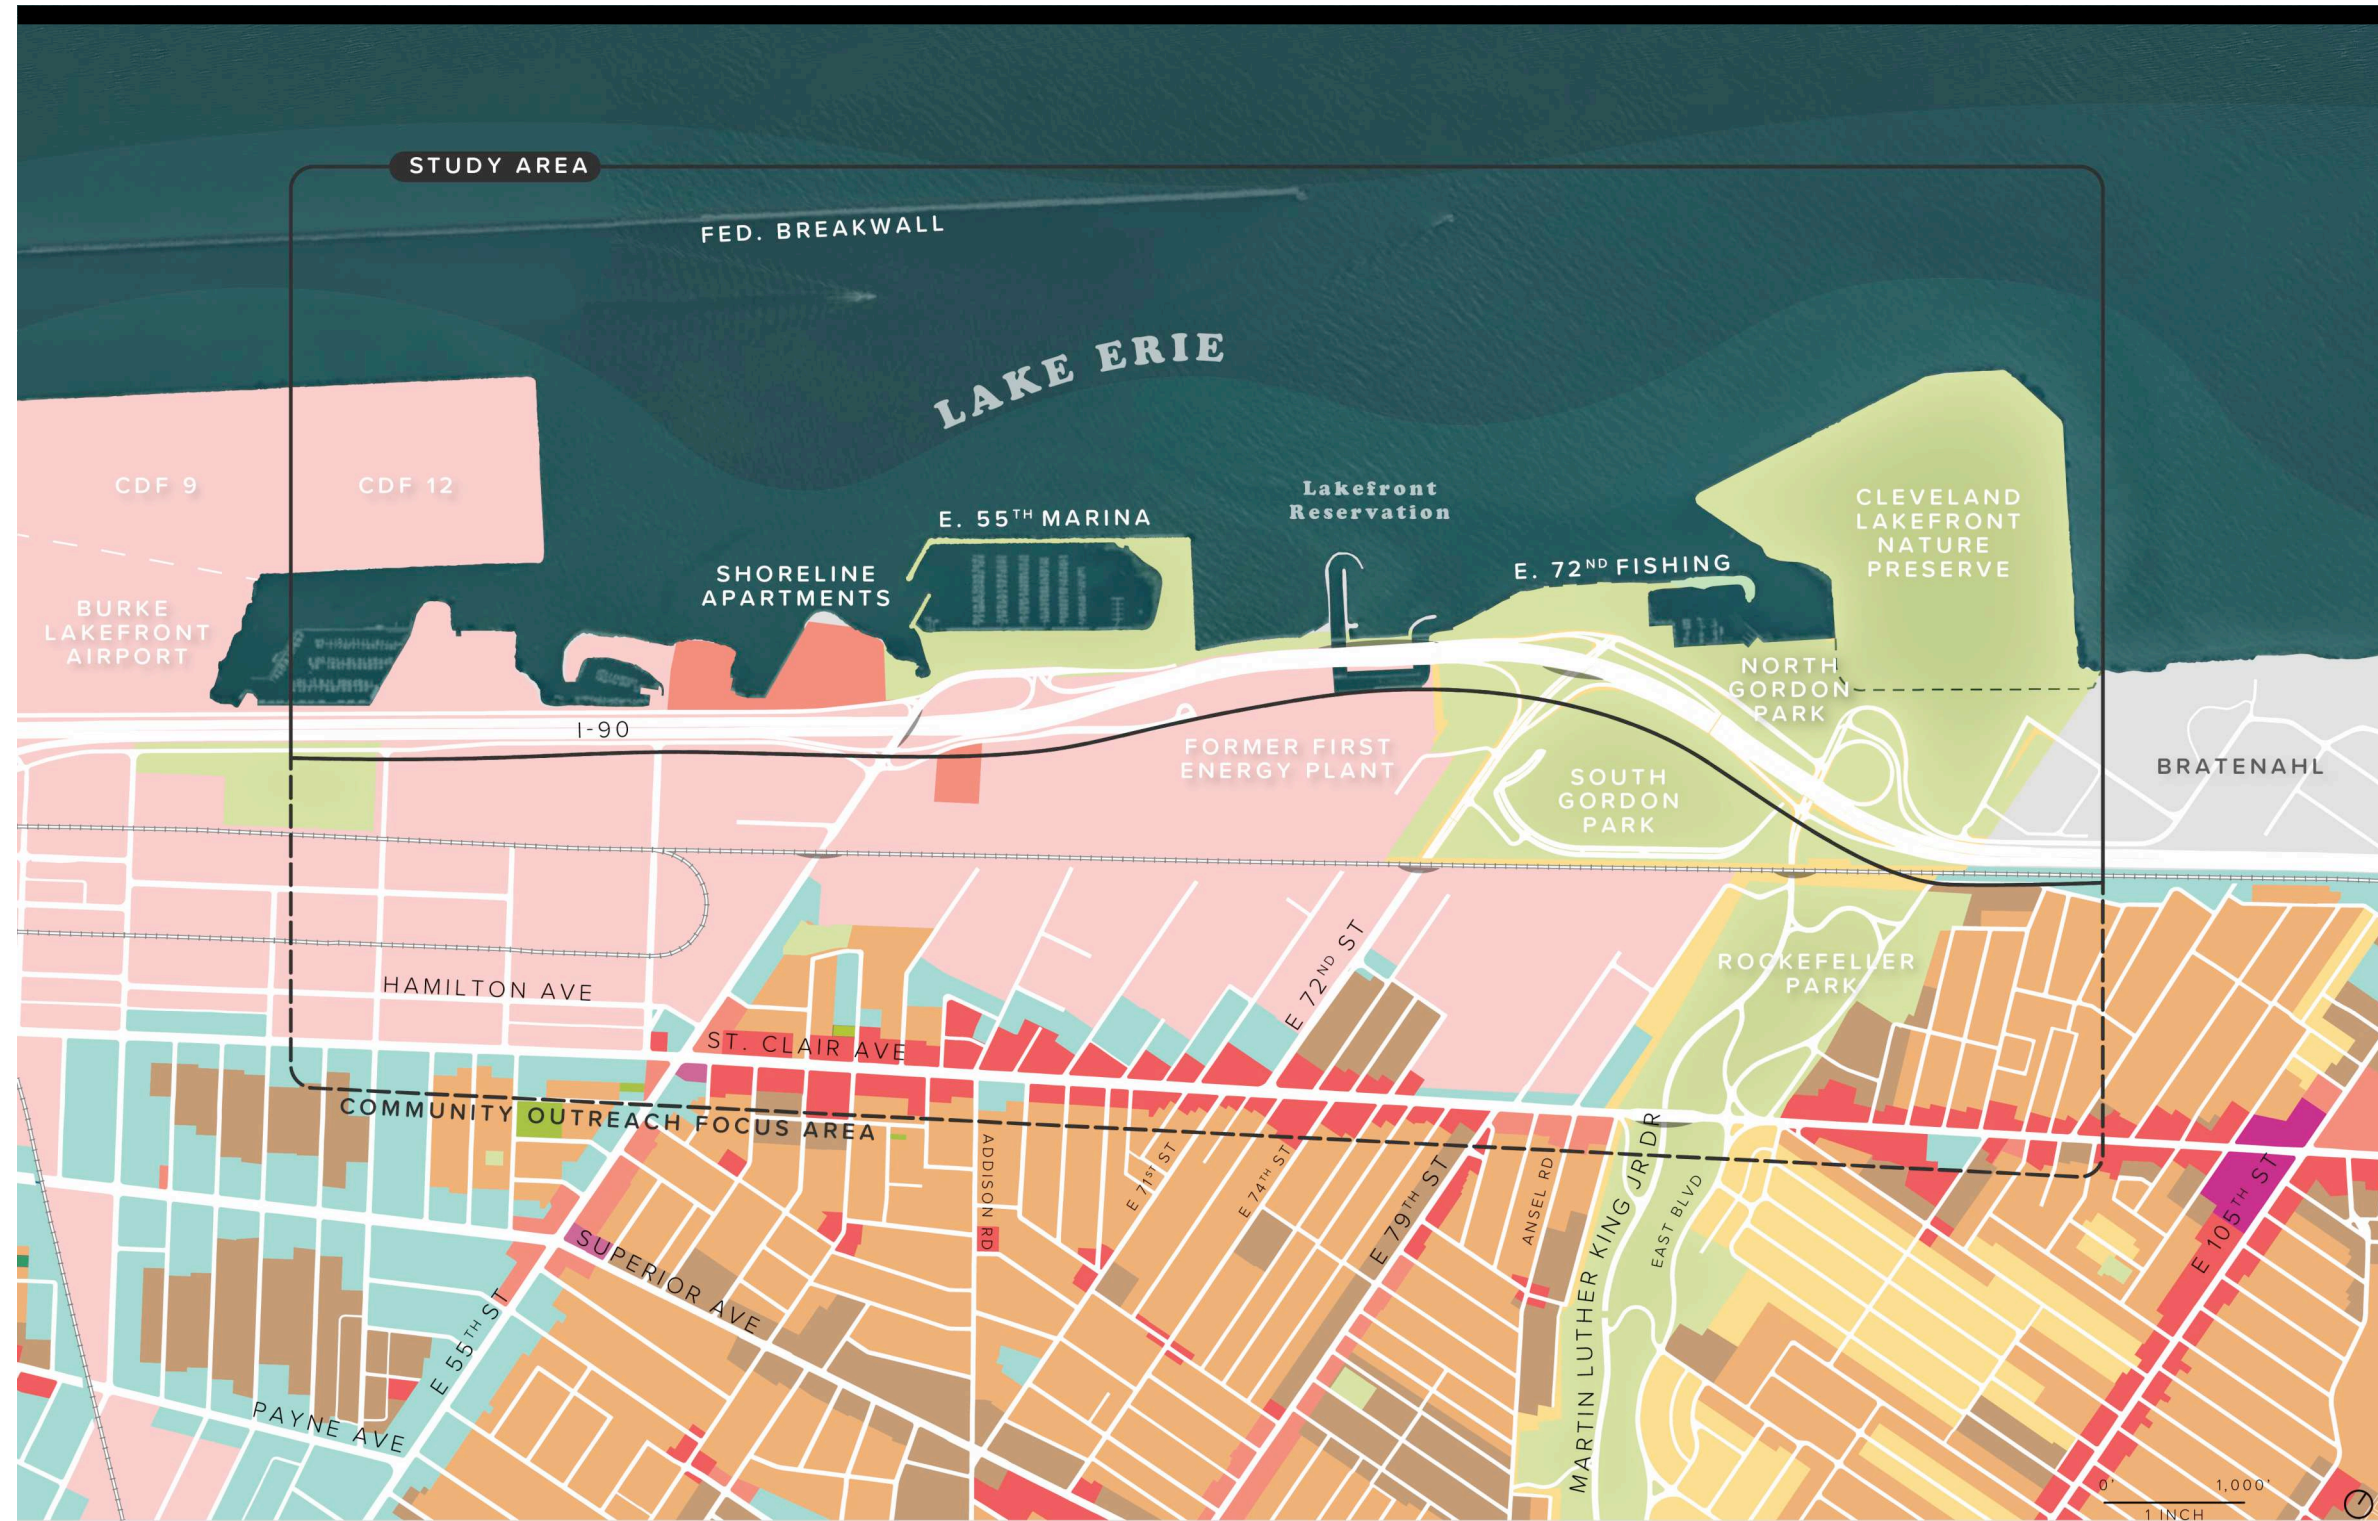 STUDY AREA
FED. BREAKWALL
LAKE ERIE
CDF 9
CDF 12
Lakefront
Reservation
E. 55TH MARINA
CLEVELAND
LAKEFRONT
NATURE
PRESERVE
SHORELINE
APARTMENTS
E. 72ND FISHING
BURKE
LAKEFRONT
AIRPORT
NORTH
GORDON
PARK
I-90
FORMER FIRST
ENERGY PLANT
SOUTH
GORDON
PARK
BRATENAHL
ROCKEFELLER
PARK
HAMILTON AVE
E 72ND ST
ST. CLAIR AVE
COMMUNITY OUTREACH FOCUS AREA
ADDISON RD
E 71ST ST
E 74TH ST
E 79TH ST
ANSEL RD
MARTIN LUTHER KING JR DR
EAST BLVD
E 105TH ST
SUPERIOR AVE
E 55TH ST
PAYNE AVE
0'
1,000'
1 INCH